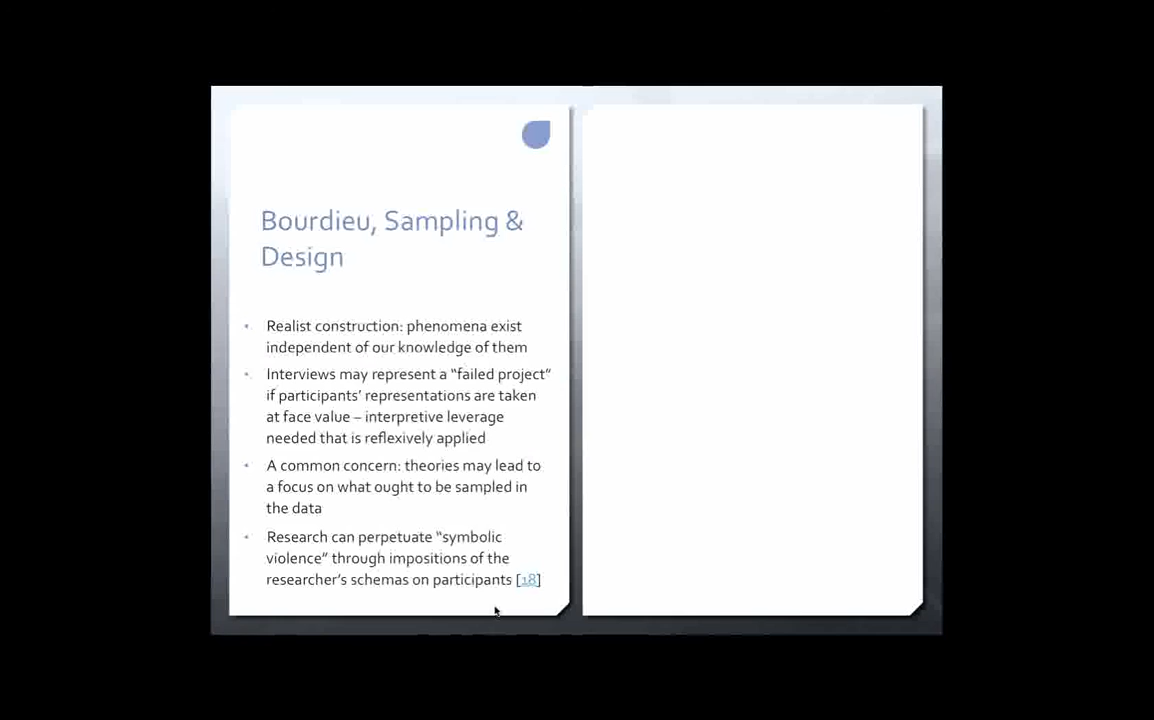 Bourdieu, Sampling &
Design
• Realist construction: phenomena exist
independent of our knowledge of them
• Interviews may represent a “failed project”
if participants’ representations are taken
at face value – interpretive leverage
needed that is reflexively applied
• A common concern: theories may lead to
a focus on what ought to be sampled in
the data
• Research can perpetuate “symbolic
violence” through impositions of the
researcher’s schemas on participants [18]